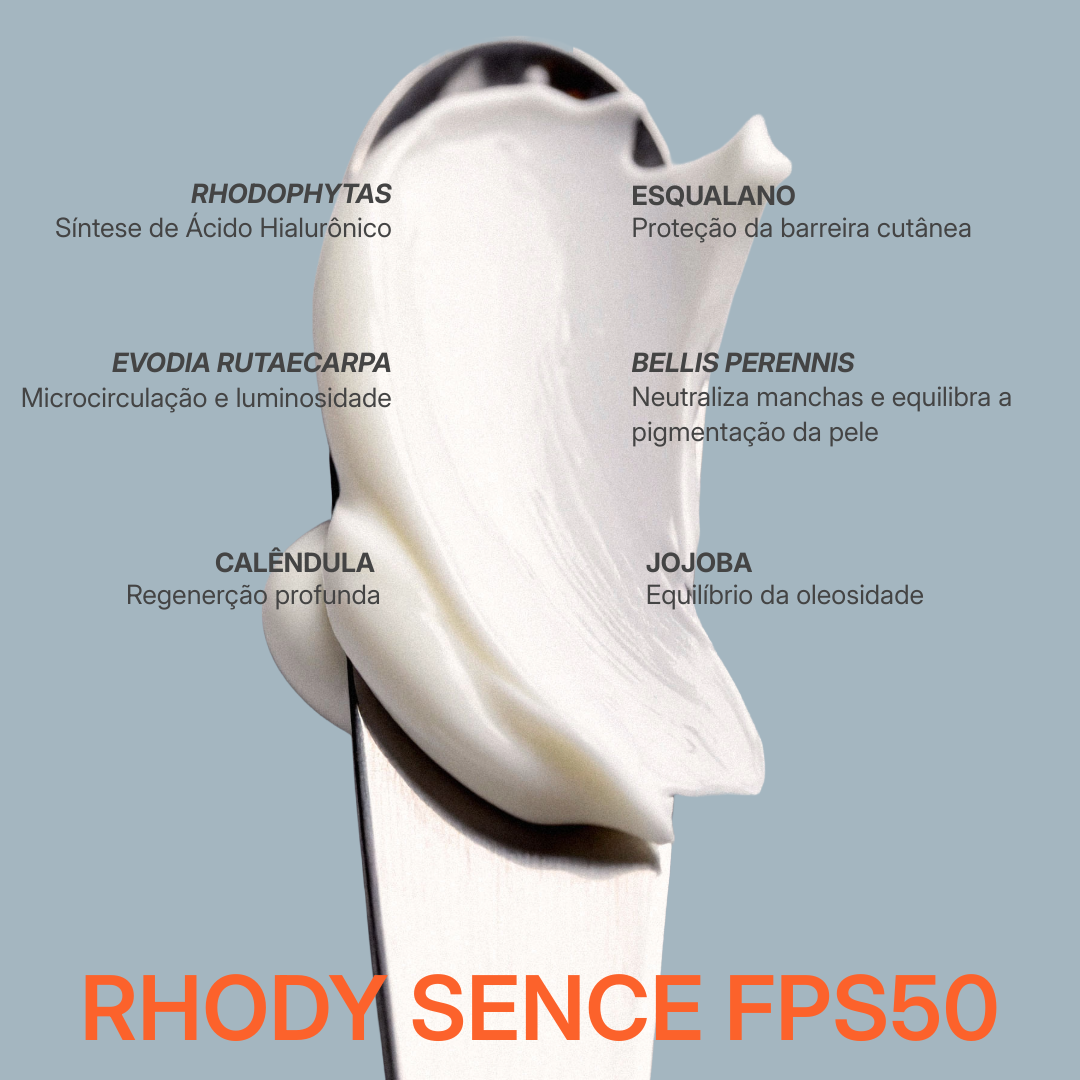 RHODOPHYTAS
Síntese de Ácido Hialurônico
ESQUALANO
Proteção da barreira cutânea
EVODIA RUTAECARPA
Microcirculação e luminosidade
BELLIS PERENNIS
Neutraliza manchas e equilibra a
pigmentação da pele
CALÊNDULA
Regenerção profunda
JOJOBA
Equilíbrio da oleosidade
RHODY SENCE FPS50